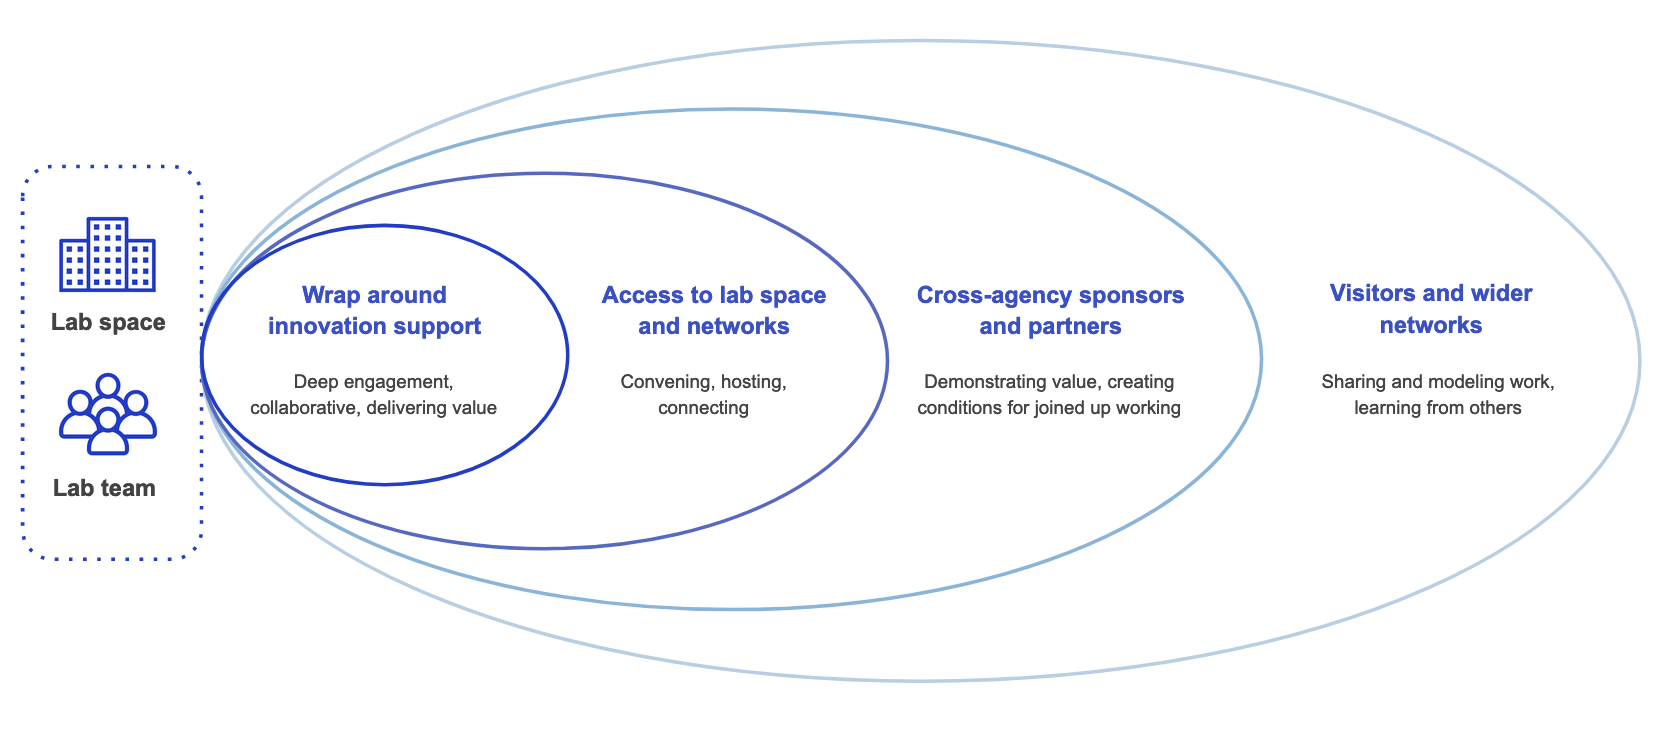 Lab space
Lab team
Wrap around
innovation support
Deep engagement,
collaborative, delivering value
Access to lab space
and networks
Convening, hosting,
connecting
Cross-agency sponsors
and partners
Demonstrating value, creating
conditions for joined up working
Visitors and wider
networks
Sharing and modeling work,
learning from others